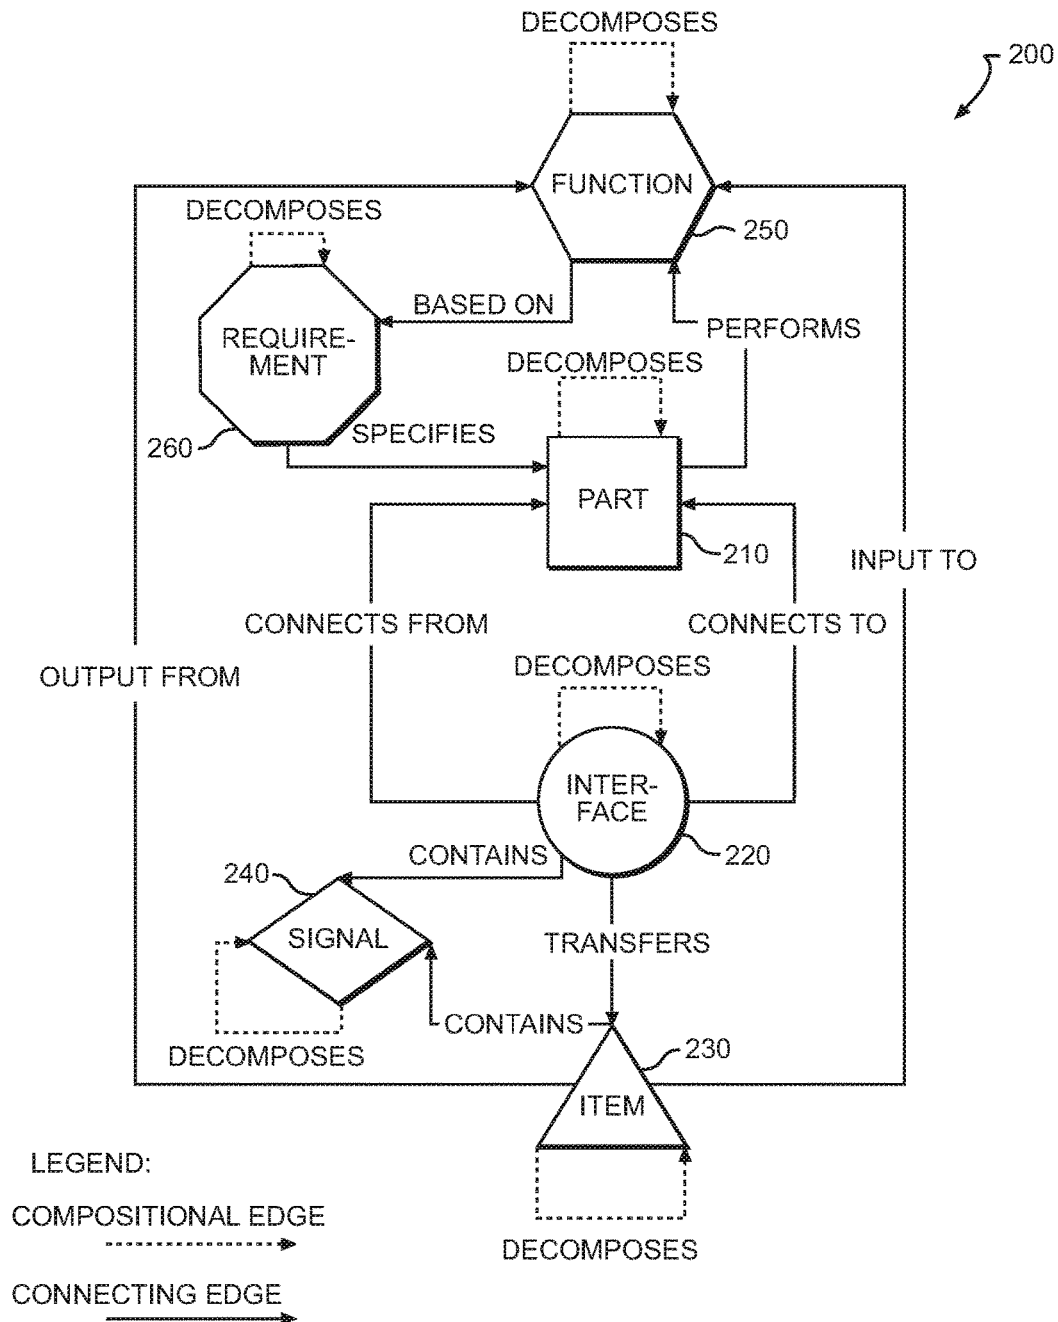 DECOMPOSES
200
FUNCTION
DECOMPOSES
250
BASED ON
PERFORMS
REQUIRE-
MENT
DECOMPOSES
260
SPECIFIES
PART
210
INPUT TO
CONNECTS FROM
CONNECTS TO
OUTPUT FROM
DECOMPOSES
INTER-
FACE
220
CONTAINS
240
SIGNAL
TRANSFERS
CONTAINS
DECOMPOSES
230
ITEM
LEGEND:
COMPOSITIONAL EDGE
DECOMPOSES
CONNECTING EDGE